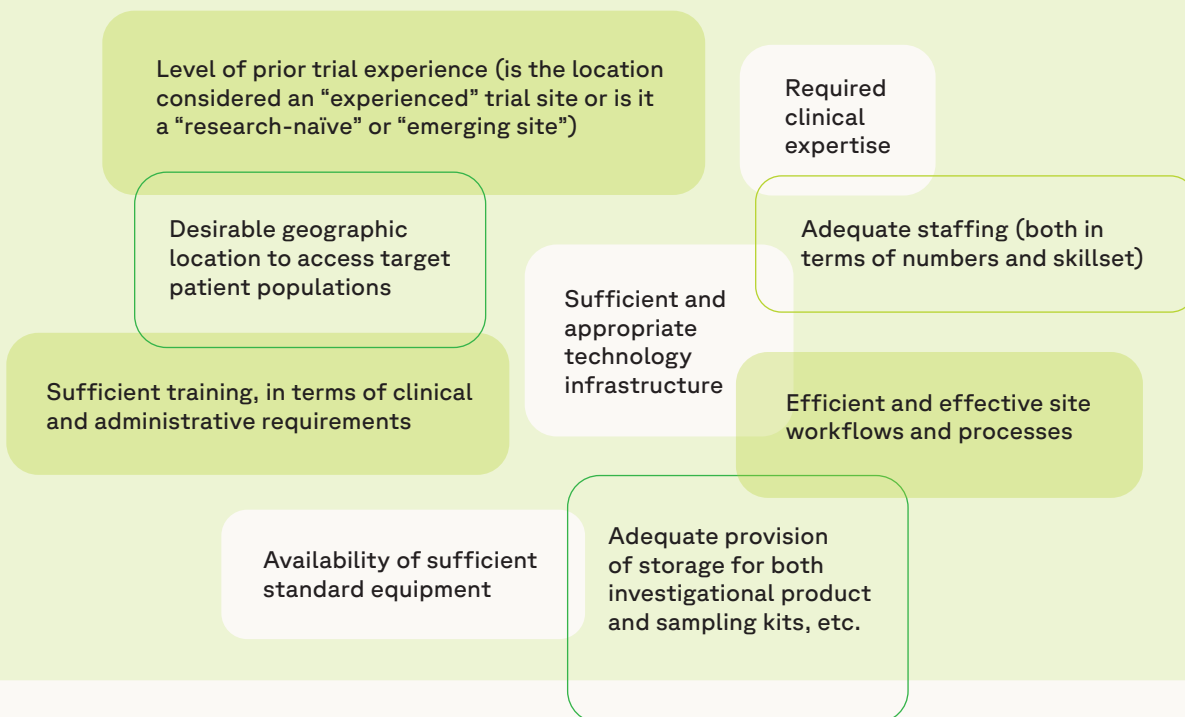 Level of prior trial experience (is the location
considered an “experienced” trial site or is it
a “research-naïve” or “emerging site”)
Required
clinical
expertise
Desirable geographic
location to access target
patient populations
Adequate staffing (both in
terms of numbers and skillset)
Sufficient and
appropriate
technology
infrastructure
Sufficient training, in terms of clinical
and administrative requirements
Efficient and effective site
workflows and processes
Availability of sufficient
standard equipment
Adequate provision
of storage for both
investigational product
and sampling kits, etc.